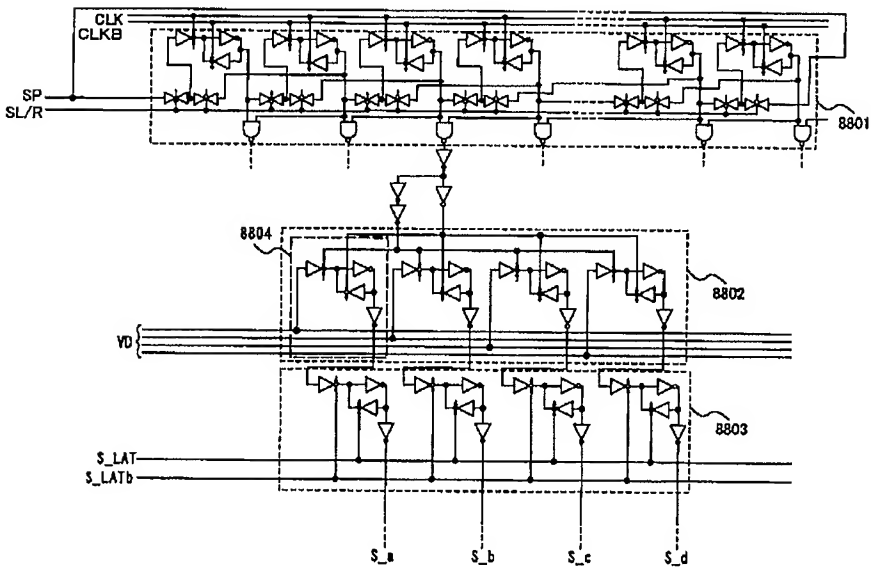 CLK
CLKB
SP
SL/R
8801
8804
8802
VD
8803
S_LAT
S_LATb
S_a
S_b
S_c
S_d